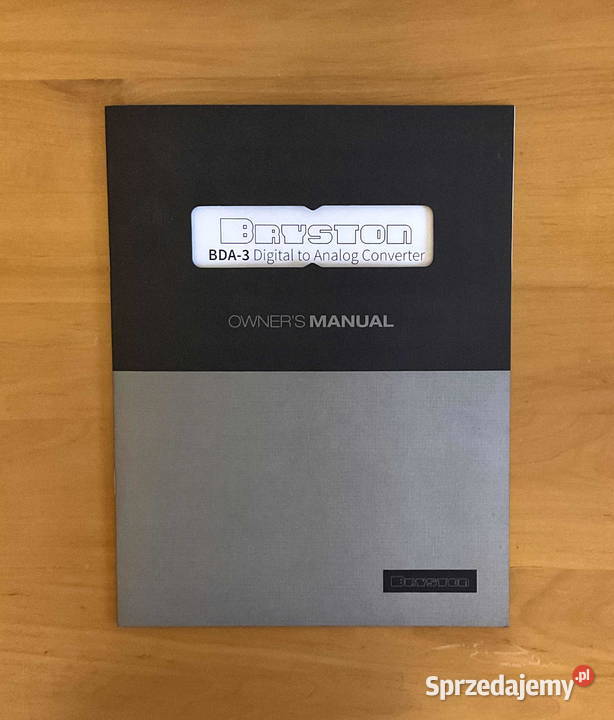 BRYSTON
BDA-3 Digital to Analog Converter
OWNER'S MANUAL
BRYSTON
Sprzedajemy.pl